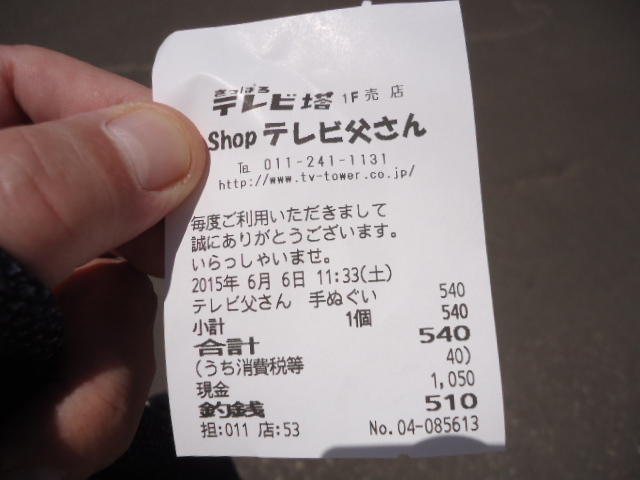 さっぽろ
テレビ塔 1F売店
Shop テレビ父さん
℡ 011-241-1131
http://www.tv-tower.co.jp/
毎度ご利用いただきまして
誠にありがとうございます。
いらっしゃいませ。
2015年 6月 6日 11:33(土)
テレビ父さん 手ぬぐい 540
小計 1個 540
合計 540
(うち消費税等 40)
現金 1,050
釣銭 510
担:011 店:53 No.04-085613